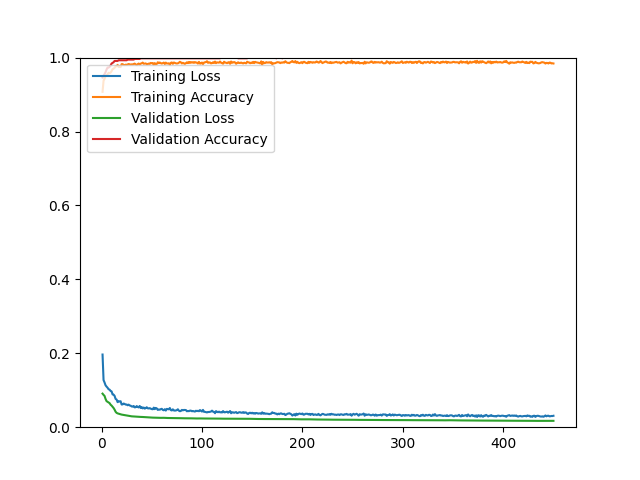 1.0
0.8
0.6
0.4
0.2
0.0
Training Loss
Training Accuracy
Validation Loss
Validation Accuracy
0 100 200 300 400